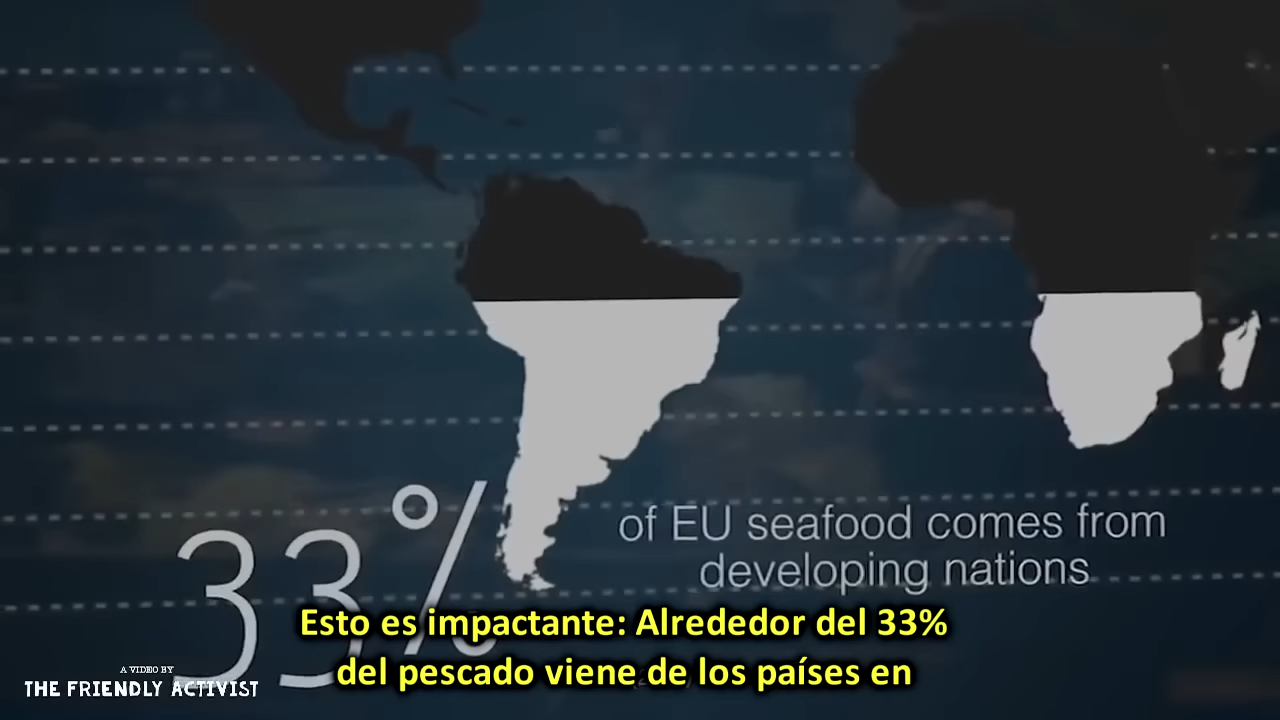 33%
of EU seafood comes from
developing nations
Esto es impactante: Alrededor del 33%
del pescado viene de los países en
A VIDEO BY
THE FRIENDLY ACTIVIST